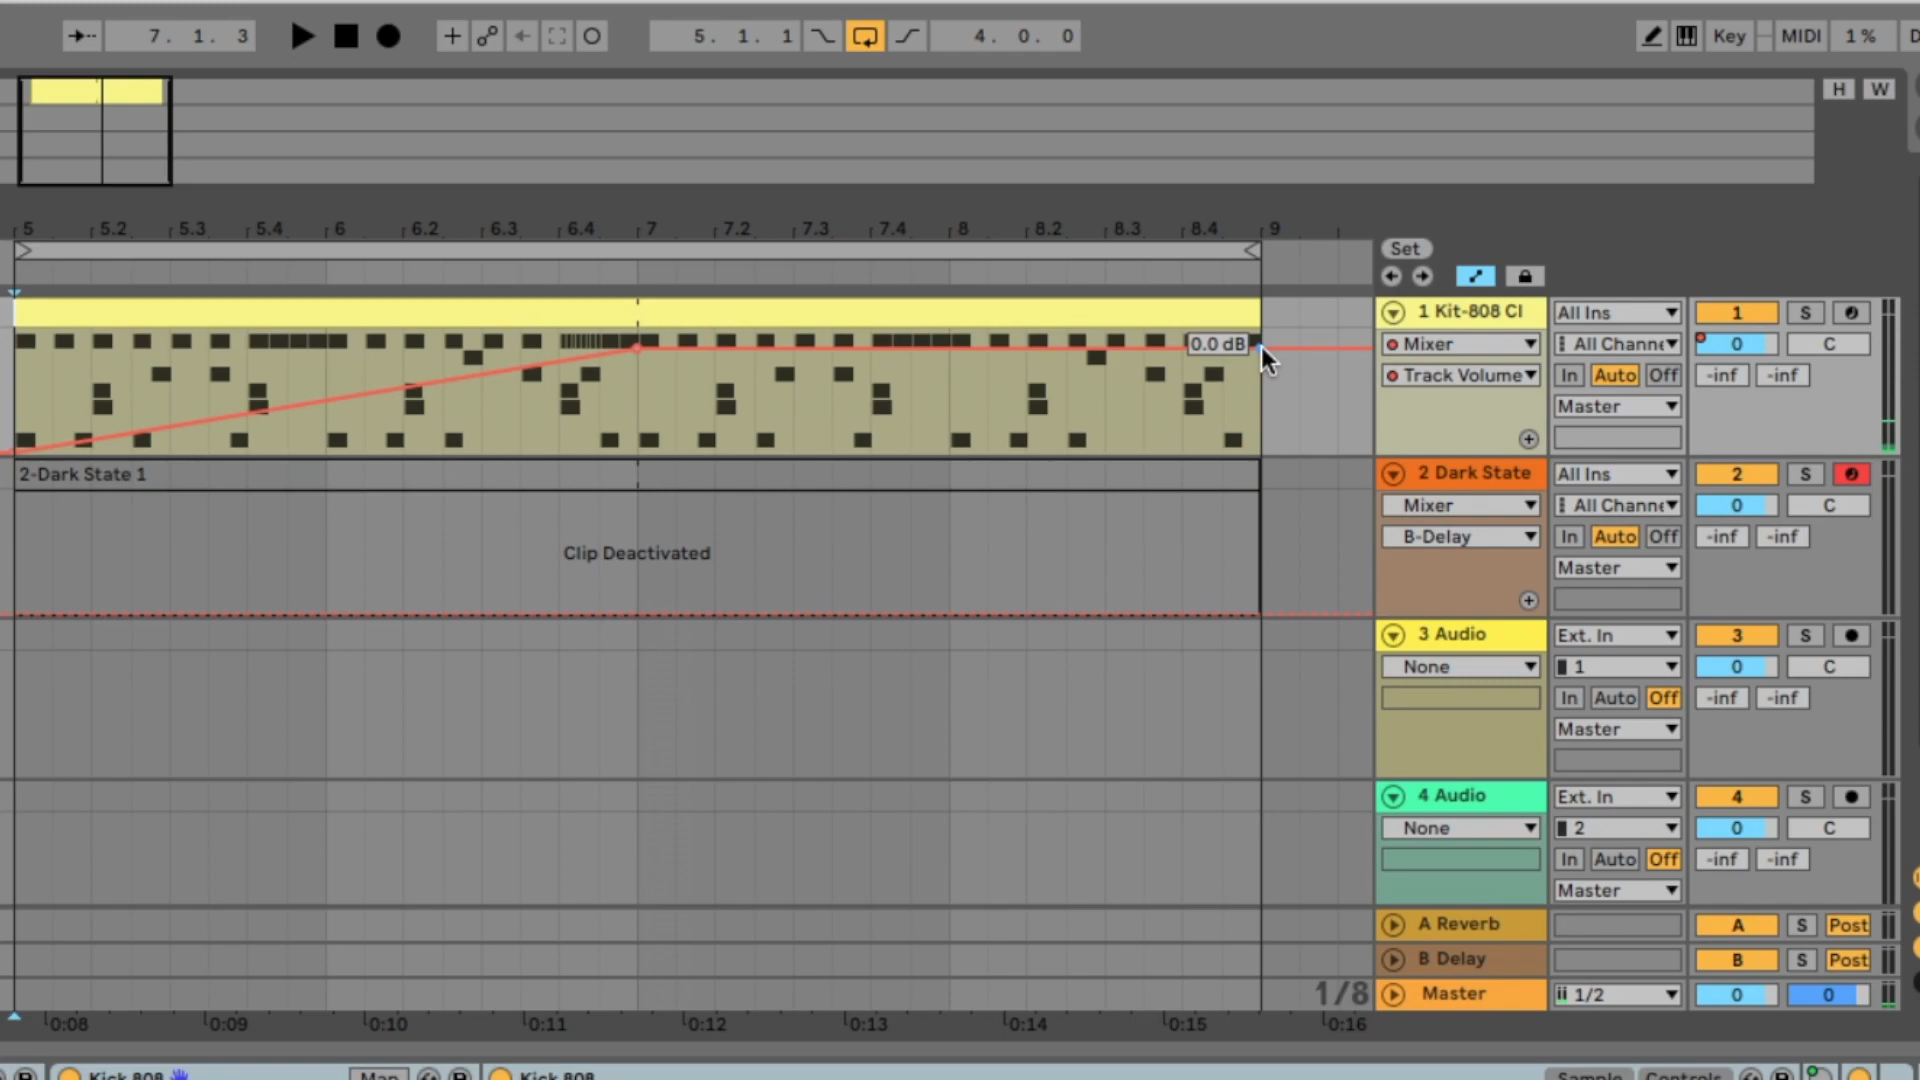 7. 1. 3
5. 1. 1
4. 0. 0
Key
MIDI
1 %
H
W
5 5.2 5.3 5.4 6 6.2 6.3 6.4 7 7.2 7.3 7.4 8 8.2 8.3 8.4 9
Set
1 Kit-808 Cl
All Ins
1
S
0.0 dB
Mixer
All Channe
0
C
Track Volume
In Auto Off
-inf
-inf
Master
2-Dark State 1
2 Dark State
All Ins
2
S
Mixer
All Channe
0
C
Clip Deactivated
B-Delay
In Auto Off
-inf
-inf
Master
3 Audio
Ext. In
3
S
None
1
0
C
In Auto Off
-inf
-inf
Master
4 Audio
Ext. In
4
S
None
2
0
C
In Auto Off
-inf
-inf
Master
A Reverb
A
S
Post
B Delay
B
S
Post
1/8
Master
1/2
0
0
0:08 0:09 0:10 0:11 0:12 0:13 0:14 0:15 0:16
Kick 808
Map
Kick 808
Sample
Controls